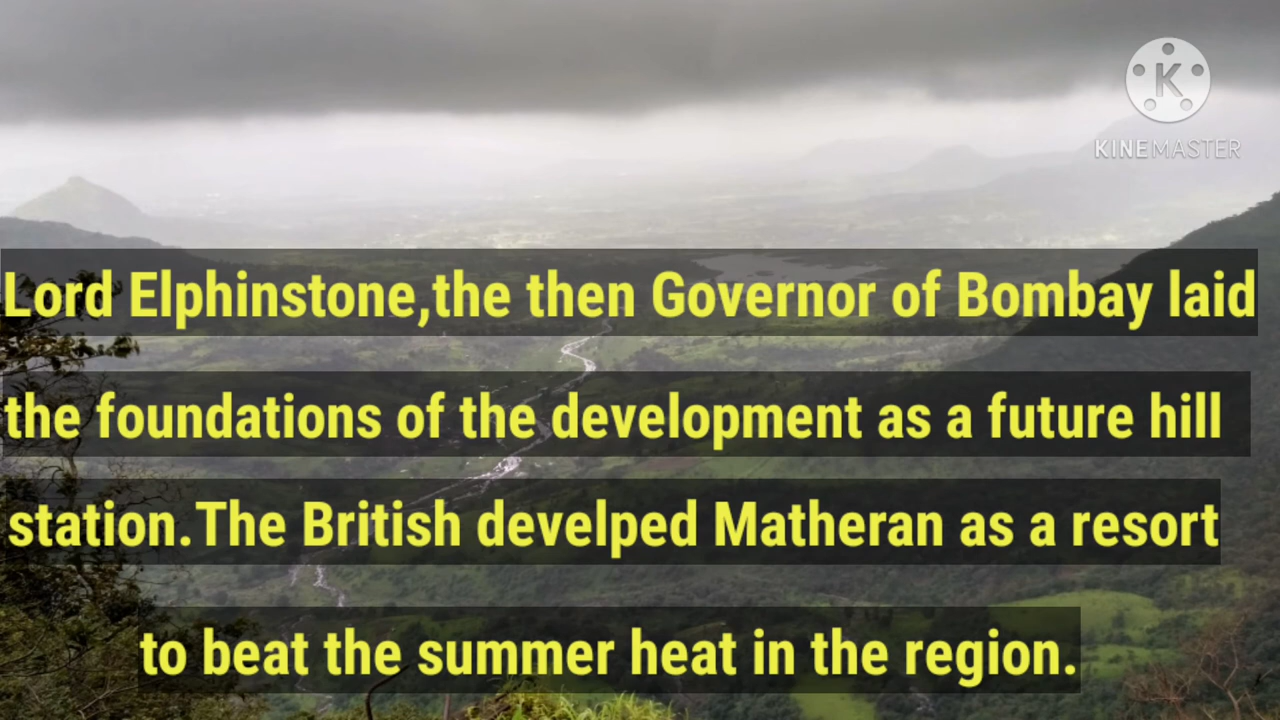 KINEMASTER
Lord Elphinstone,the then Governor of Bombay laid
the foundations of the development as a future hill
station.The British develped Matheran as a resort
to beat the summer heat in the region.